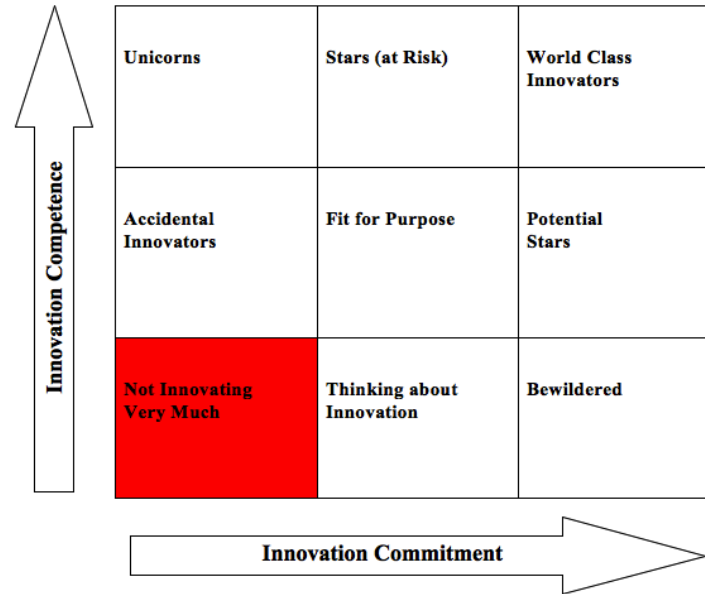 Unicorns
Stars (at Risk)
World Class
Innovators
Accidental
Innovators
Fit for Purpose
Potential
Stars
Not Innovating
Very Much
Thinking about
Innovation
Bewildered
Innovation Competence
Innovation Commitment